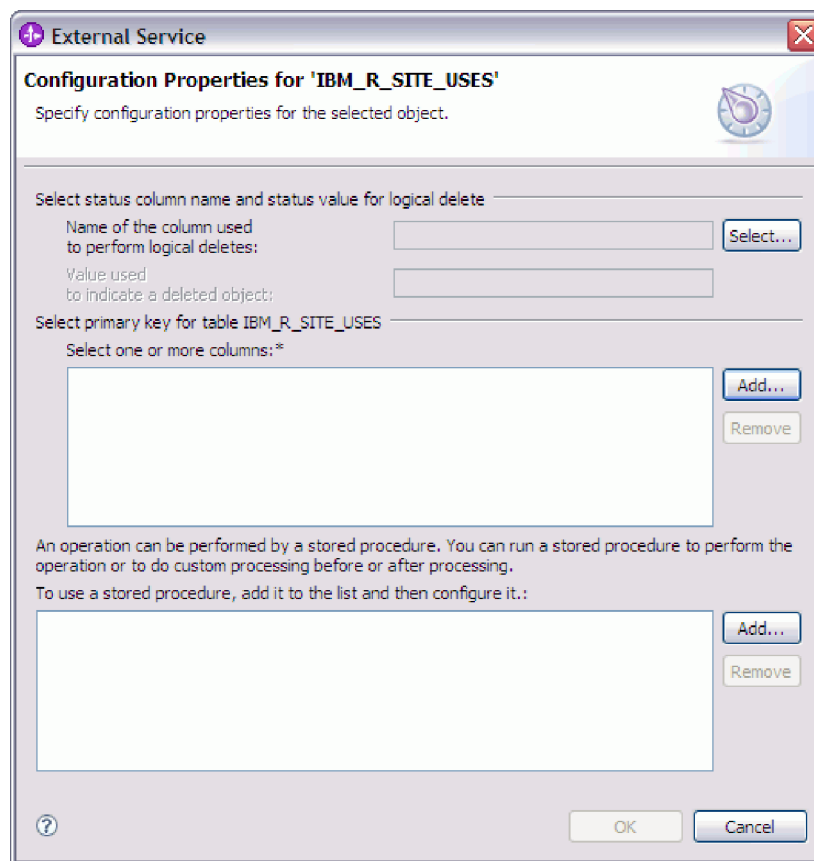 External Service
Configuration Properties for 'IBM_R_SITE_USES'
Specify configuration properties for the selected object.
Select status column name and status value for logical delete
Name of the column used
to perform logical deletes:
Select...
Value used
to indicate a deleted object:
Select primary key for table IBM_R_SITE_USES
Select one or more columns:*
Add...
Remove
An operation can be performed by a stored procedure. You can run a stored procedure to perform the
operation or to do custom processing before or after processing.
To use a stored procedure, add it to the list and then configure it.:
Add...
Remove
?
OK
Cancel